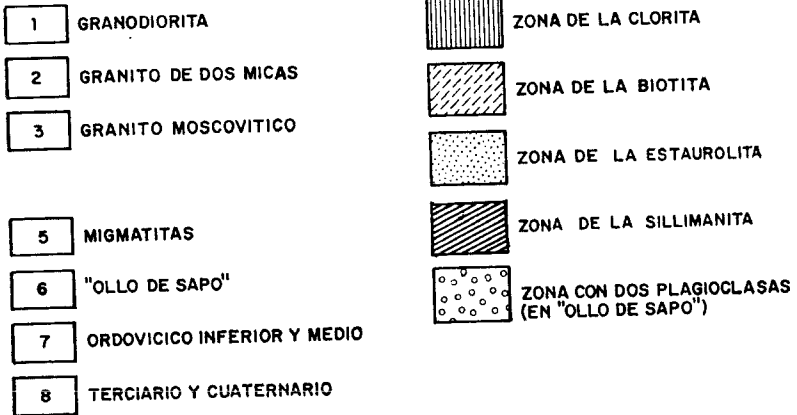 1 GRANODIORITA
2 GRANITO DE DOS MICAS
3 GRANITO MOSCOVITICO
5 MIGMATITAS
6 "OLLO DE SAPO"
7 ORDOVICICO INFERIOR Y MEDIO
8 TERCIARIO Y CUATERNARIO
ZONA DE LA CLORITA
ZONA DE LA BIOTITA
ZONA DE LA ESTAUROLITA
ZONA DE LA SILLIMANITA
ZONA CON DOS PLAGIOCLASAS
(EN "OLLO DE SAPO")